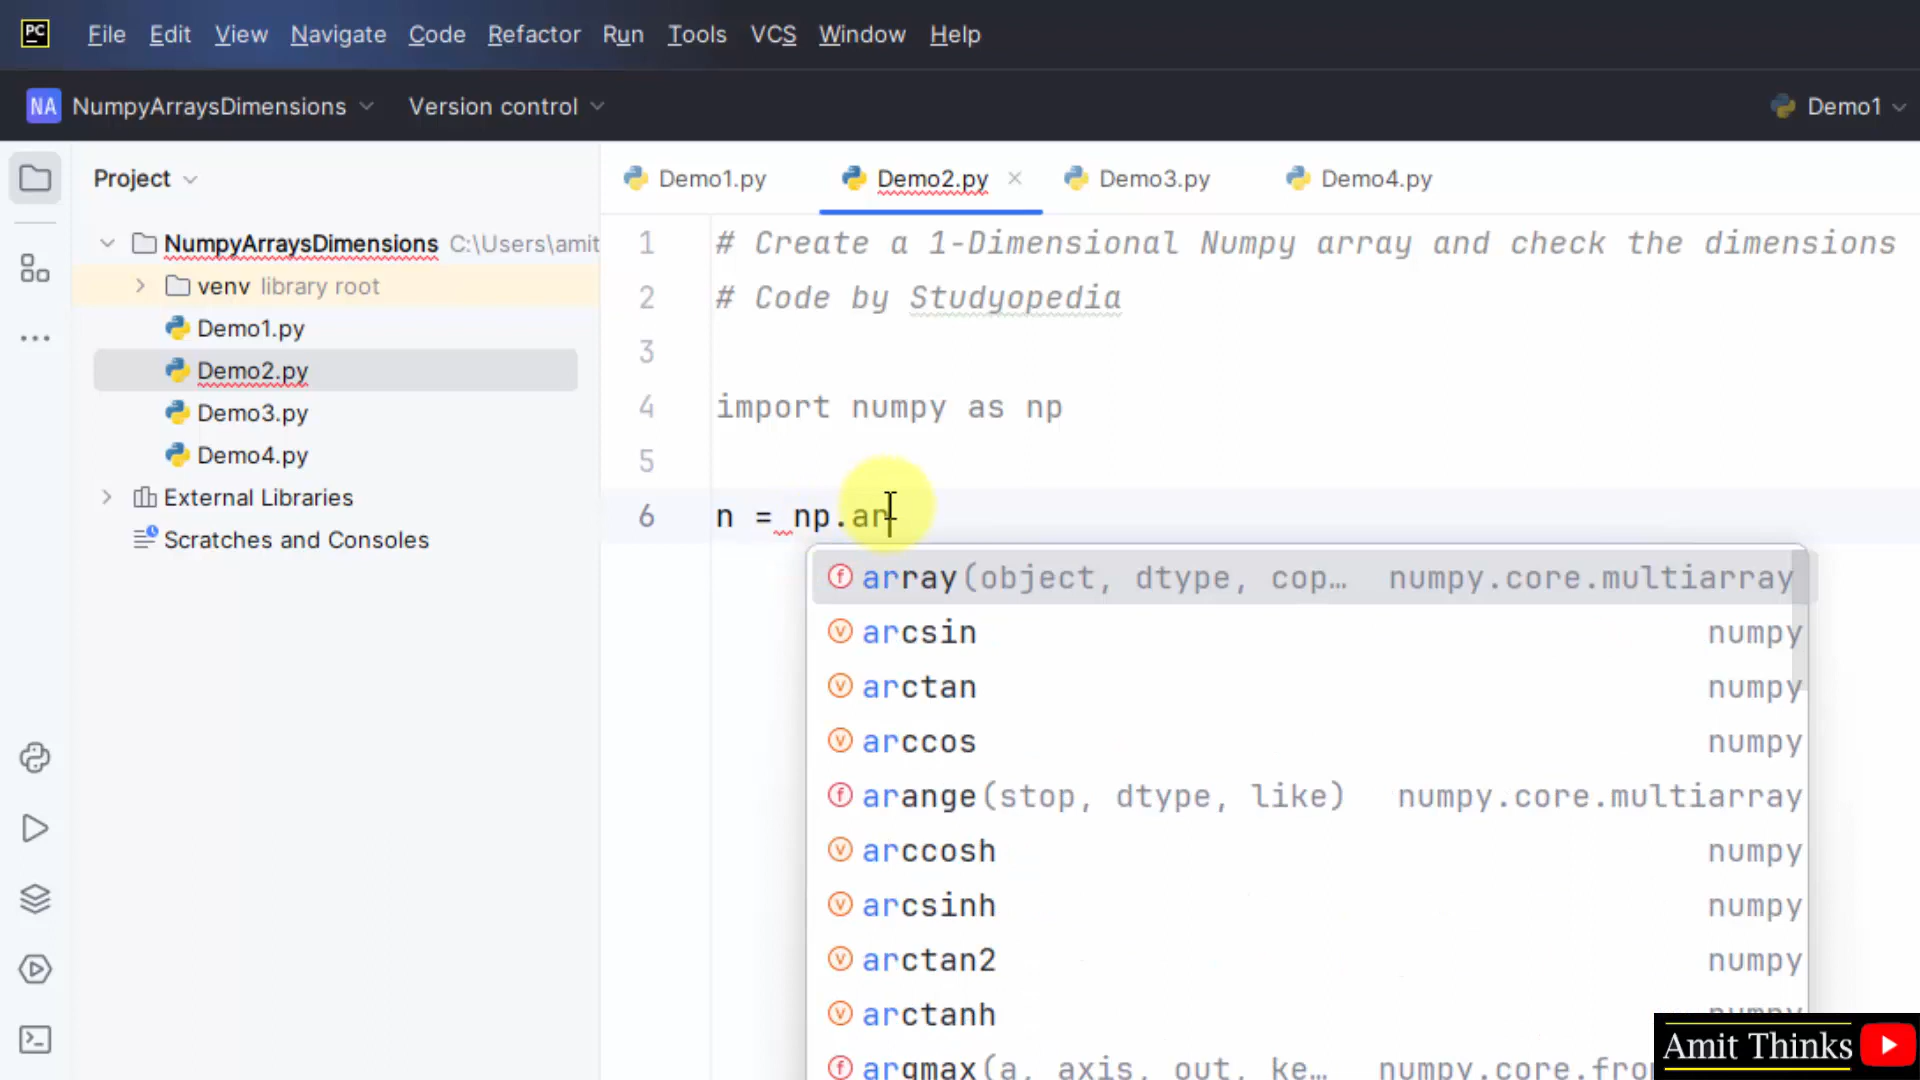 PC File Edit View Navigate Code Refactor Run Tools VCS Window Help
NA NumpyArraysDimensions Version control Demo1
Project
Demo1.py Demo2.py Demo3.py Demo4.py
NumpyArraysDimensions C:\Users\amit
venv library root
Demo1.py
Demo2.py
Demo3.py
Demo4.py
External Libraries
Scratches and Consoles
1 # Create a 1-Dimensional Numpy array and check the dimensions
2 # Code by Studyopedia
3
4 import numpy as np
5
6 n = np.ar
array(object, dtype, cop… numpy.core.multiarray
arcsin numpy
arctan numpy
arccos numpy
arange(stop, dtype, like) numpy.core.multiarray
arccosh numpy
arcsinh numpy
arctan2 numpy
arctanh numpy
argmax(a, axis, out, ke… numpy.core.fro
Amit Thinks